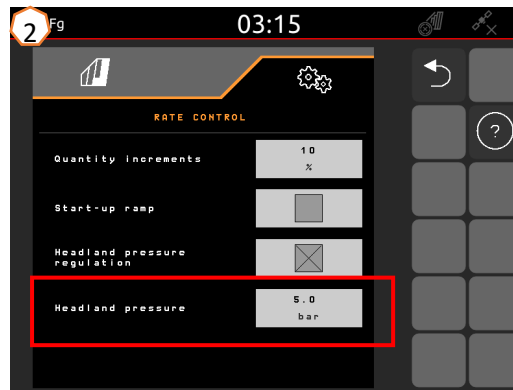 2
Fg
03:15
RATE CONTROL
Quantity increments
10
%
Start-up ramp
Headland pressure
regulation
Headland pressure
5.0
bar
?